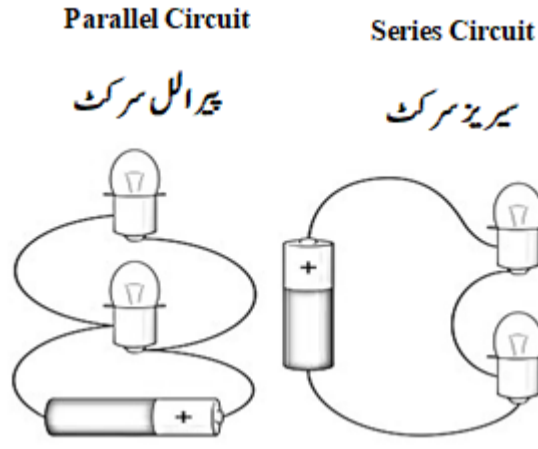 Parallel Circuit
پیرالل سرکٹ
+
Series Circuit
سیریز سرکٹ
+